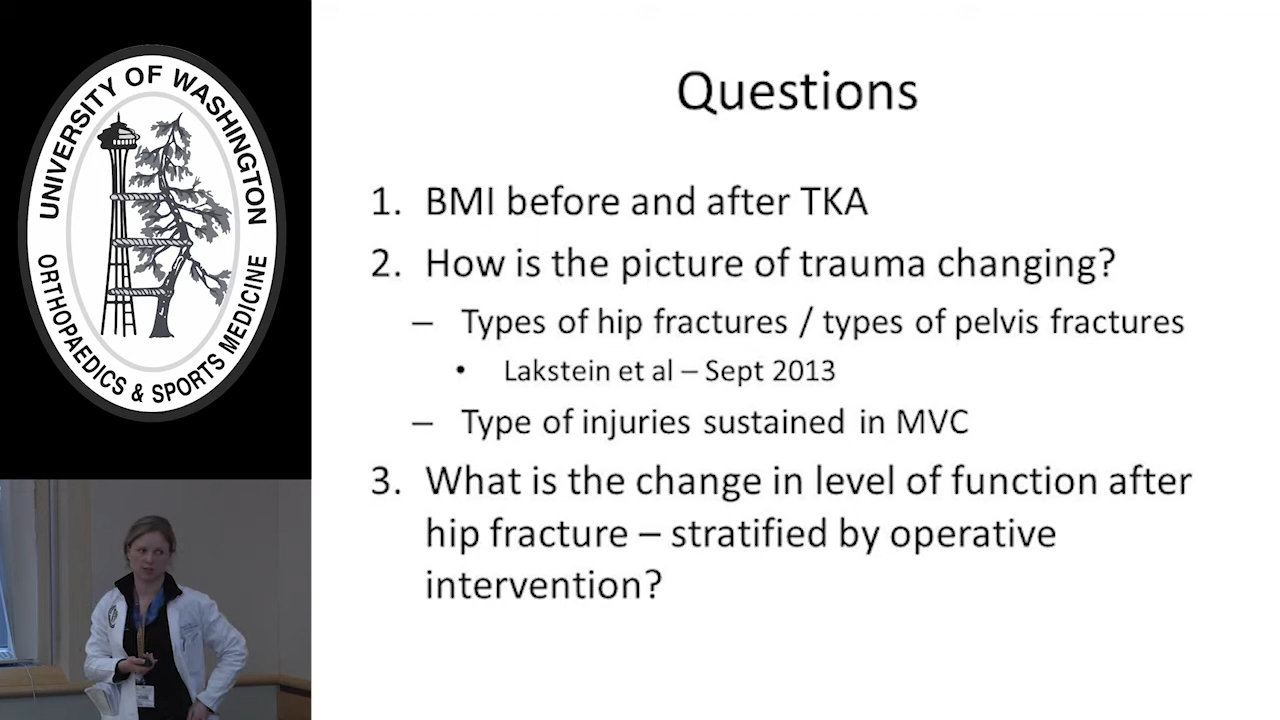 UNIVERSITY OF WASHINGTON
ORTHOPAEDICS & SPORTS MEDICINE
Questions
1. BMI before and after TKA
2. How is the picture of trauma changing?
– Types of hip fractures / types of pelvis fractures
• Lakstein et al – Sept 2013
– Type of injuries sustained in MVC
3. What is the change in level of function after
hip fracture – stratified by operative
intervention?